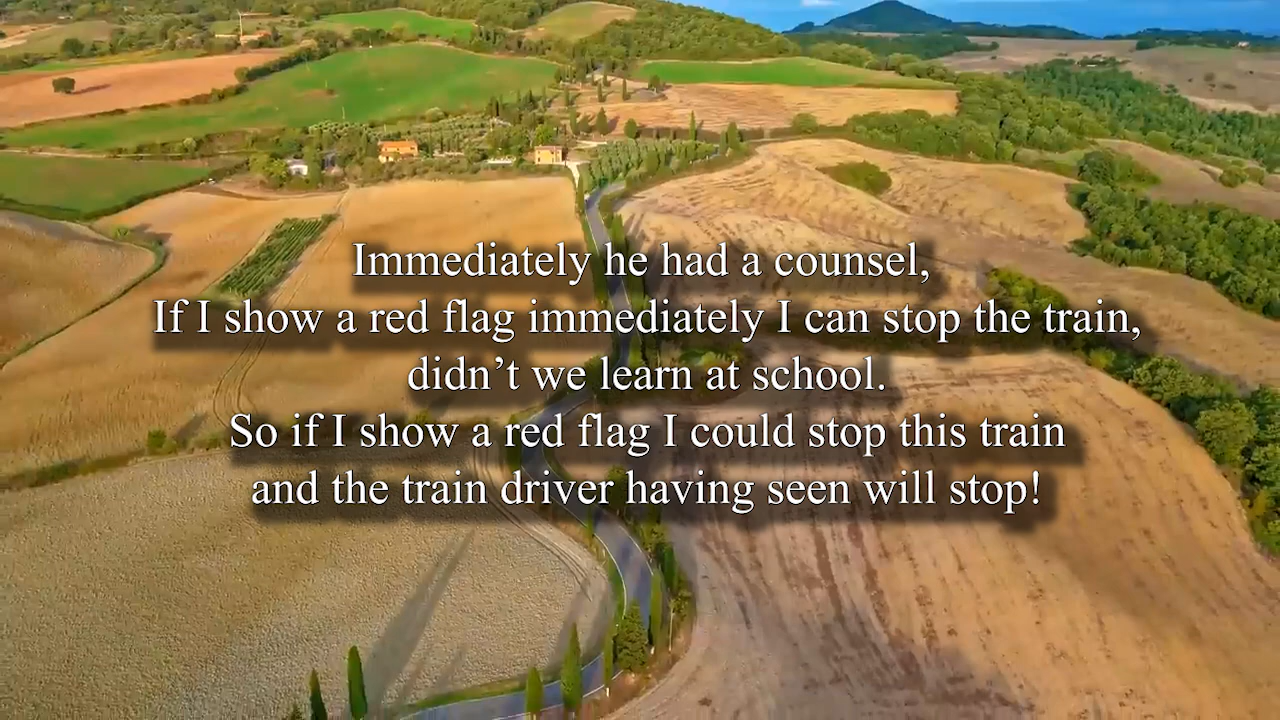 Immediately he had a counsel,
If I show a red flag immediately I can stop the train,
didn’t we learn at school.
So if I show a red flag I could stop this train
and the train driver having seen will stop!